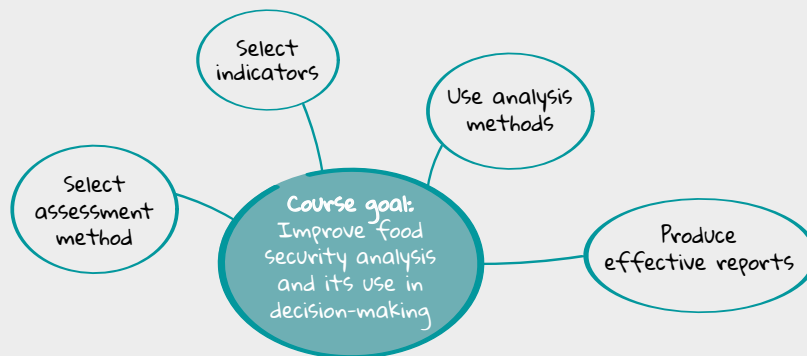 Select
indicators
Use analysis
methods
Select
assessment
method
Course goal:
Improve food
security analysis
and its use in
decision-making
Produce
effective reports